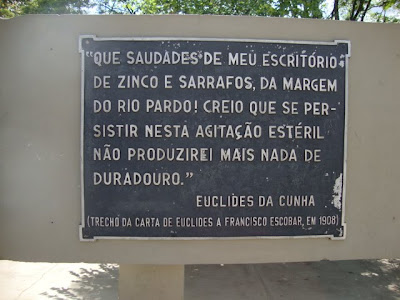 "QUE SAUDADES DE MEU ESCRITÓRIO
DE ZINCO E SARRAFOS, DA MARGEM
DO RIO PARDO! CREIO QUE SE PER-
SISTIR NESTA AGITAÇÃO ESTÉRIL
NÃO PRODUZIREI MAIS NADA DE
DURADOURO."
EUCLIDES DA CUNHA
(TRECHO DA CARTA DE EUCLIDES A FRANCISCO ESCOBAR, EM 1908)